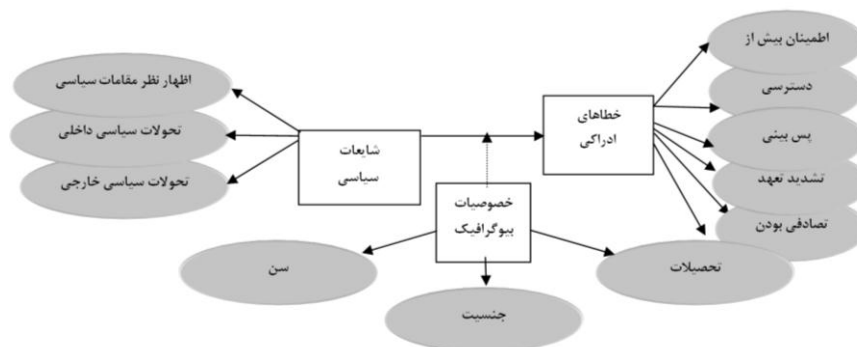 اطمینان بیش از
دسترسی
پس بینی
تشدید تعهد
تصادفی بودن
خطاهای
ادراکی
شایعات
سیاسی
اظهار نظر مقامات سیاسی
تحولات سیاسی داخلی
تحولات سیاسی خارجی
خصوصیات
بیوگرافیک
تحصیلات
جنسیت
سن